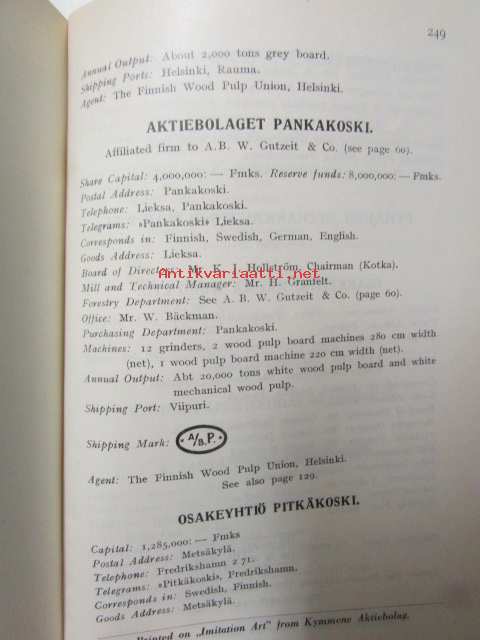 249
Annual Output: About 2,000 tons grey board.
Shipping Ports: Helsinki, Rauma.
Agent: The Finnish Wood Pulp Union, Helsinki.
AKTIEBOLAGET PANKAKOSKI.
Affiliated firm to A.B. W. Gutzeit & Co. (see page 60).
Share Capital: 4,000,000: — Fmks. Reserve funds: 8,000,000: — Fmks.
Postal Address: Pankakoski.
Telephone: Lieksa, Pankakoski.
Telegrams: »Pankakoski» Lieksa.
Corresponds in: Finnish, Swedish, German, English.
Goods Address: Lieksa.
Board of Mr. K. Hellström, Chairman (Kotka).
Antikvariaatti.net
Mill and Technical Manager: Mr. H. Granfelt.
Forestry Department: See A. B. W. Gutzeit & Co. (page 60).
Office: Mr. W. Bäckman.
Purchasing Department: Pankakoski.
Machines: 12 grinders, 2 wood pulp board machines 280 cm width
(net), 1 wood pulp board machine 220 cm width (net).
Annual Output: Abt 20,000 tons white wood pulp board and white
mechanical wood pulp.
Shipping Port: Viipuri.
Shipping Mark: A/B.P.
Agent: The Finnish Wood Pulp Union, Helsinki.
See also page 129.
OSAKEYHTIÖ PITKÄKOSKI.
Capital: 1,285,000: — Fmks
Postal Address: Metsäkylä.
Telephone: Fredrikshamn 2 71.
Telegrams: »Pitkäkoski», Fredrikshamn.
Corresponds in: Swedish, Finnish.
Goods Address: Metsäkylä.
Printed on „Imitation Art" from Kymmene Aktiebolag.